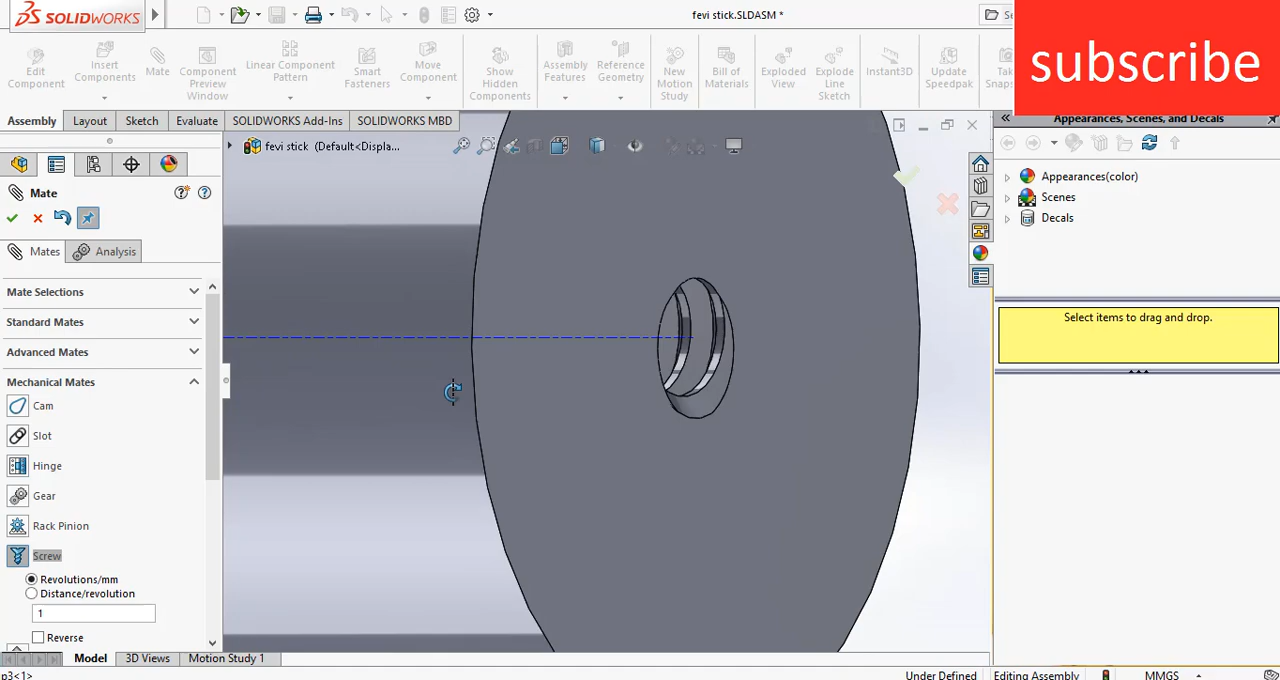 SOLIDWORKS
fevi stick.SLDASM *
subscribe
Edit Component
Insert Components
Mate
Component Preview Window
Linear Component Pattern
Smart Fasteners
Move Component
Show Hidden Components
Assembly Features
Reference Geometry
New Motion Study
Bill of Materials
Exploded View
Explode Line Sketch
Instant3D
Update Speedpak
Assembly
Layout
Sketch
Evaluate
SOLIDWORKS Add-Ins
SOLIDWORKS MBD
Appearances, Scenes, and Decals
fevi stick (Default<Displa...
Mate
Mates
Analysis
Mate Selections
Standard Mates
Advanced Mates
Mechanical Mates
Cam
Slot
Hinge
Gear
Rack Pinion
Screw
Revolutions/mm
Distance/revolution
1
Reverse
Appearances(color)
Scenes
Decals
Select items to drag and drop.
Model
3D Views
Motion Study 1
p3<1>
Under Defined
Editing Assembly
MMGS